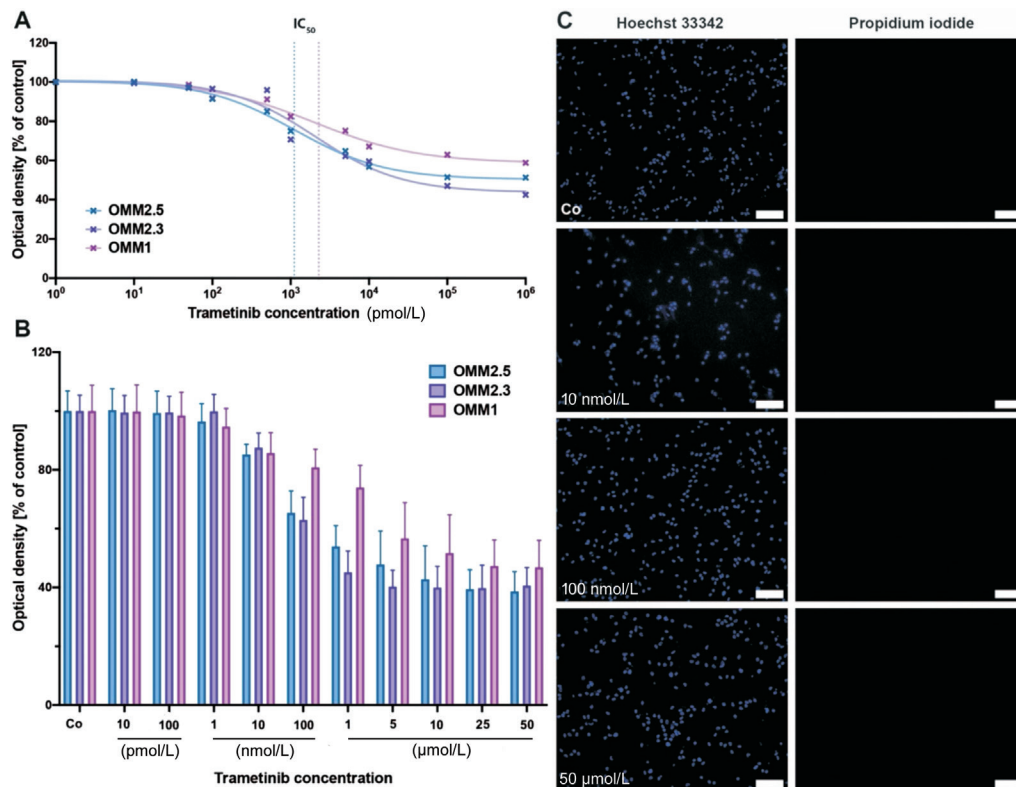 A
IC50
120
100
80
60
40
20
0
Optical density [% of control]
OMM2.5
OMM2.3
OMM1
10^0 10^1 10^2 10^3 10^4 10^5 10^6
Trametinib concentration (pmol/L)
B
120
80
40
0
Optical density [% of control]
OMM2.5
OMM2.3
OMM1
Co 10 100 1 10 100 1 5 10 25 50
(pmol/L) (nmol/L) (µmol/L)
Trametinib concentration
C
Hoechst 33342 Propidium iodide
Co
10 nmol/L
100 nmol/L
50 µmol/L